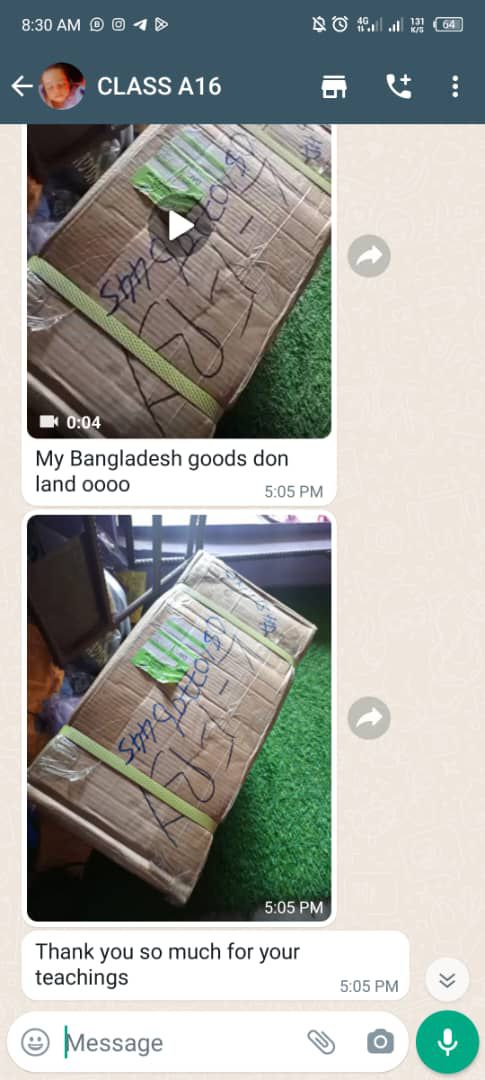 8:30 AM
4G
131
K/S
64
CLASS A16
0:04
My Bangladesh goods don
land oooo
5:05 PM
5:05 PM
Thank you so much for your
teachings
5:05 PM
Message